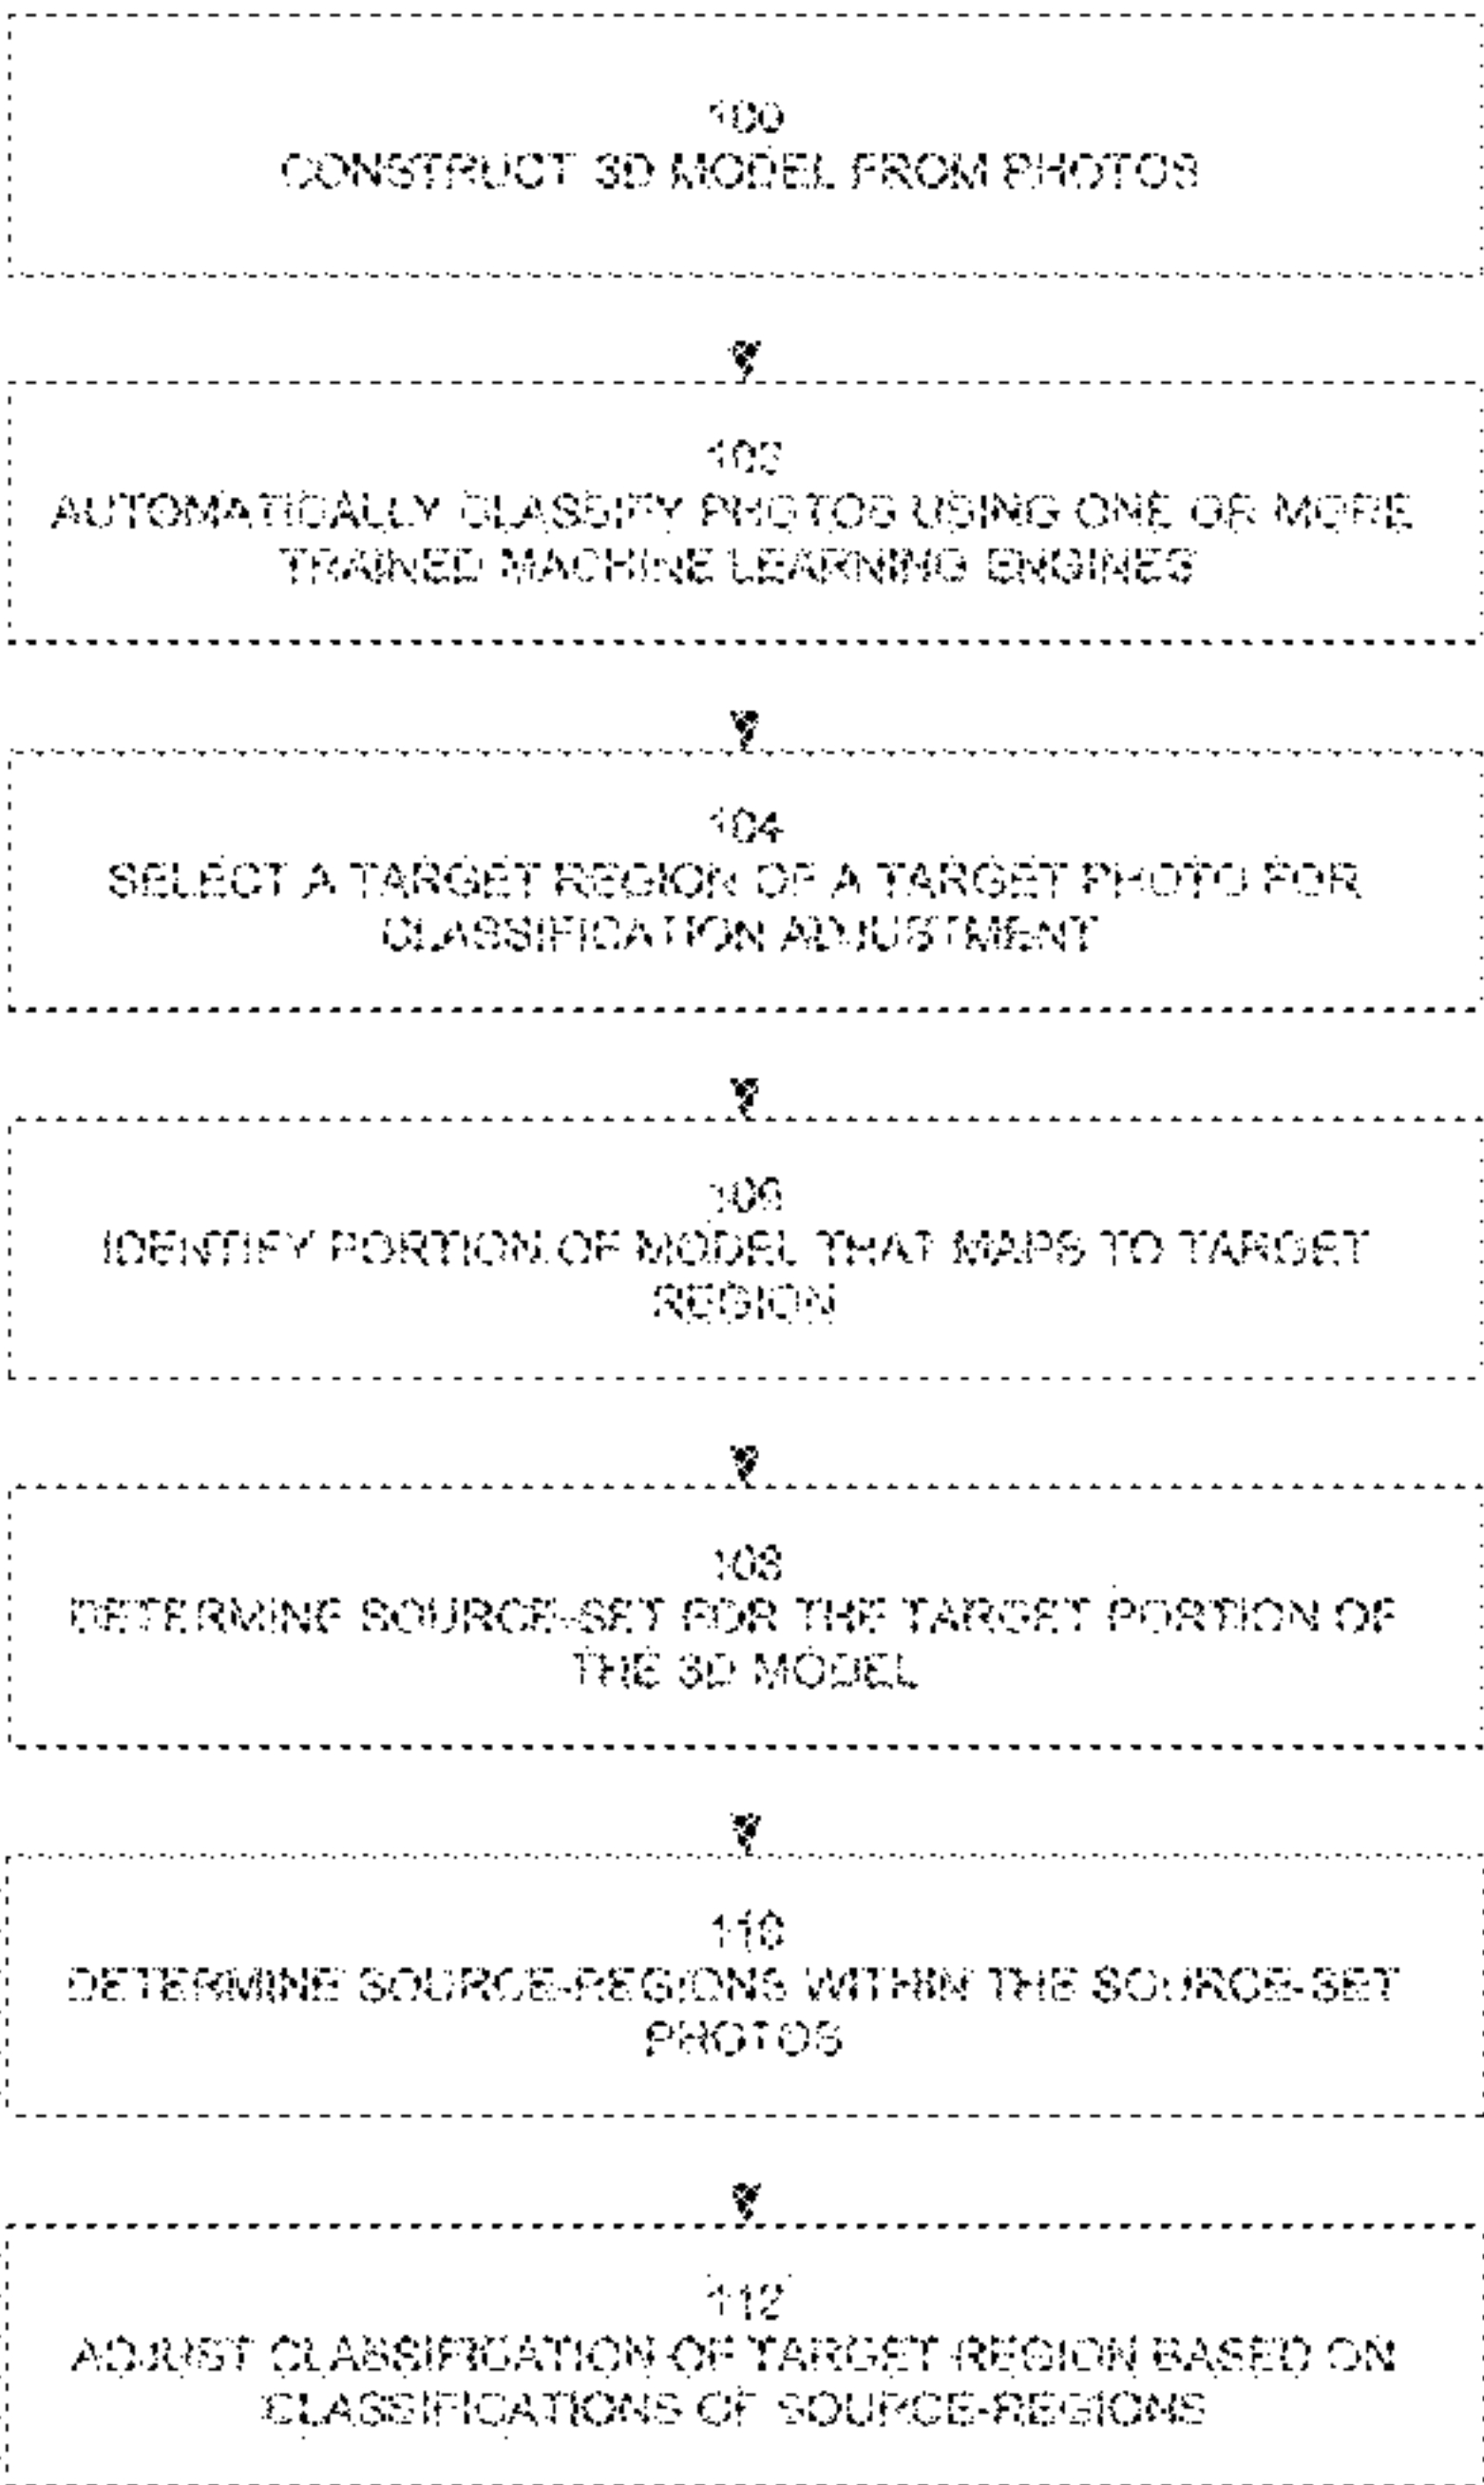 100
CONSTRUCT 3D MODEL FROM PHOTOS
102
AUTOMATICALLY CLASSIFY PHOTOS USING ONE OR MORE
TRAINED MACHINE LEARNING ENGINES
104
SELECT A TARGET REGION OF A TARGET PHOTO FOR
CLASSIFICATION ADJUSTMENT
106
IDENTIFY PORTION OF MODEL THAT MAPS TO TARGET
REGION
108
DETERMINE SOURCE-SET FOR THE TARGET PORTION OF
THE 3D MODEL
110
DETERMINE SOURCE-REGIONS WITHIN THE SOURCE-SET
PHOTOS
112
ADJUST CLASSIFICATION OF TARGET REGION BASED ON
CLASSIFICATIONS OF SOURCE-REGIONS